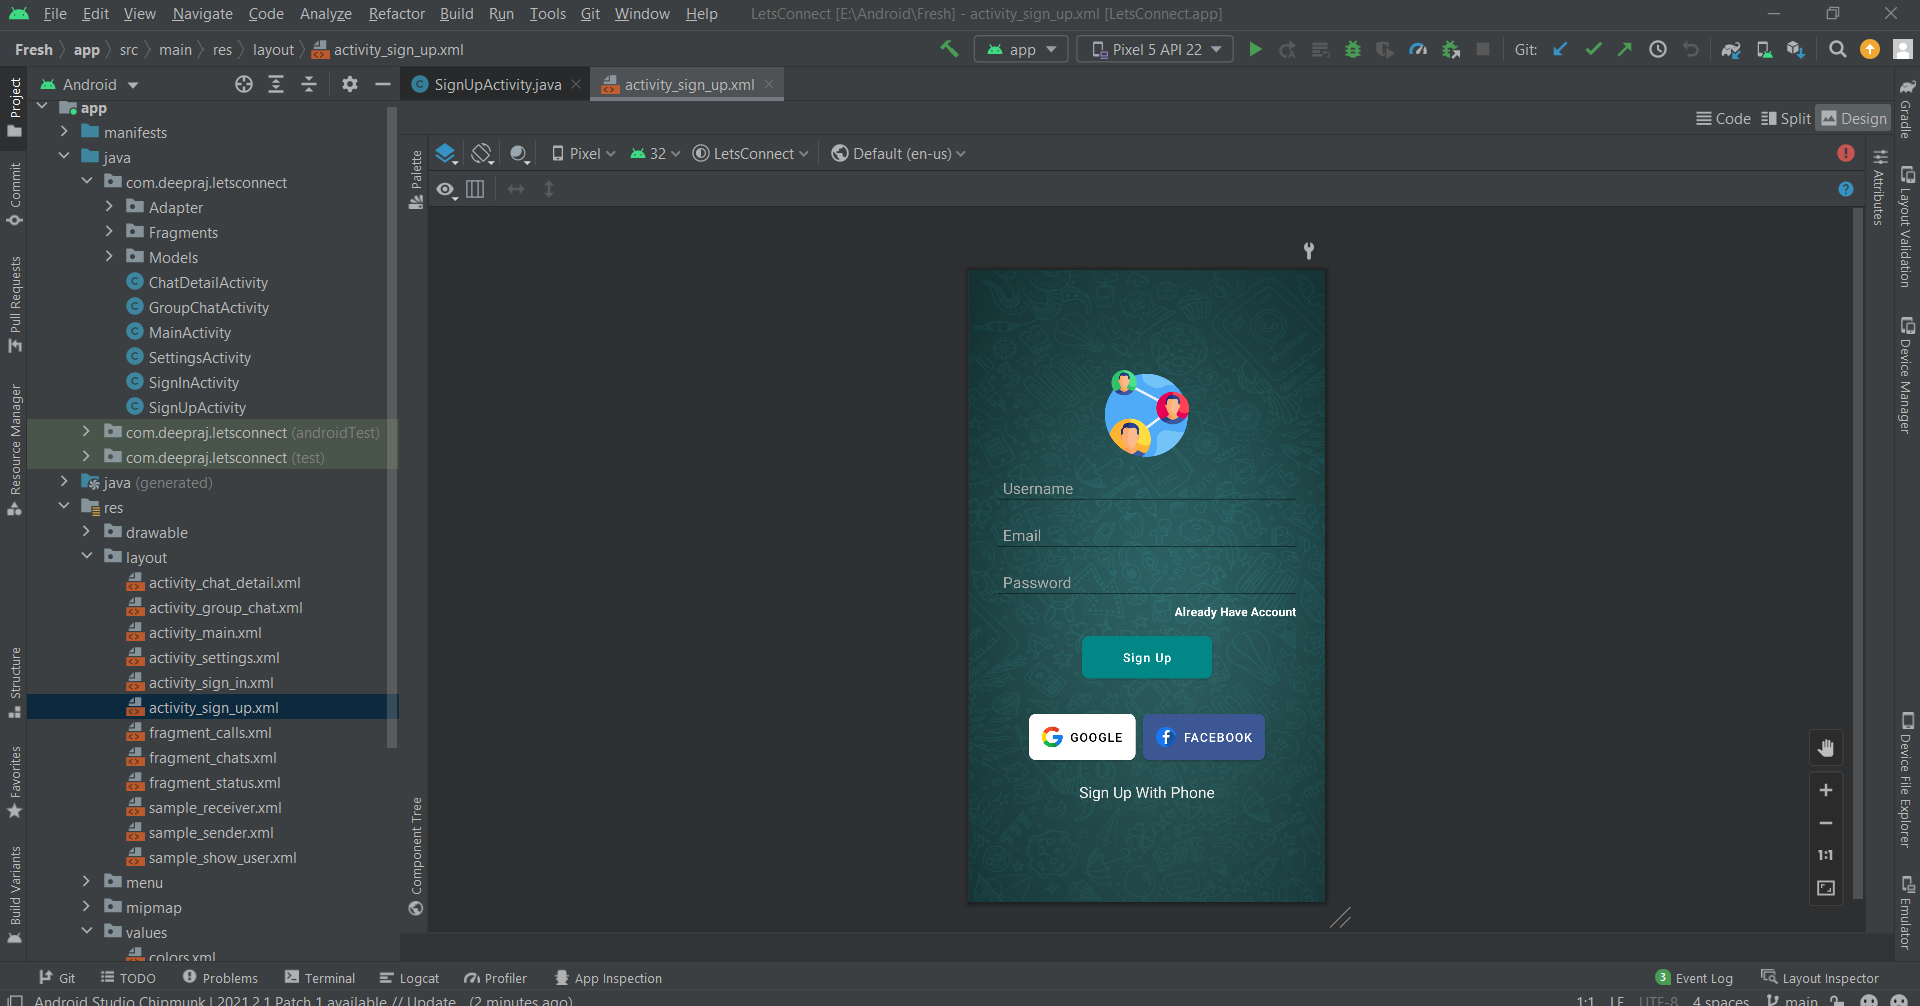 File Edit View Navigate Code Analyze Refactor Build Run Tools Git Window Help LetsConnect [E:\Android\Fresh] - activity_sign_up.xml [LetsConnect.app]
Fresh app src main res layout activity_sign_up.xml app Pixel 5 API 22 Git:
Android SignUpActivity.java activity_sign_up.xml
Code Split Design
Pixel 32 LetsConnect Default (en-us)
Project
Commit
Pull Requests
Resource Manager
Structure
Favorites
Build Variants
app
manifests
java
com.deepraj.letsconnect
Adapter
Fragments
Models
ChatDetailActivity
GroupChatActivity
MainActivity
SettingsActivity
SignInActivity
SignUpActivity
com.deepraj.letsconnect (androidTest)
com.deepraj.letsconnect (test)
java (generated)
res
drawable
layout
activity_chat_detail.xml
activity_group_chat.xml
activity_main.xml
activity_settings.xml
activity_sign_in.xml
activity_sign_up.xml
fragment_calls.xml
fragment_chats.xml
fragment_status.xml
sample_receiver.xml
sample_sender.xml
sample_show_user.xml
menu
mipmap
values
colors.xml
Palette
Component Tree
Username
Email
Password
Already Have Account
Sign Up
GOOGLE FACEBOOK
Sign Up With Phone
1:1
Attributes
Gradle
Layout Validation
Device Manager
Device File Explorer
Emulator
Git TODO Problems Terminal Logcat Profiler App Inspection 3 Event Log Layout Inspector
Android Studio Chipmunk | 2021.2.1 Patch 1 available // Update... (2 minutes ago) 1:1 LF UTF-8 4 spaces main